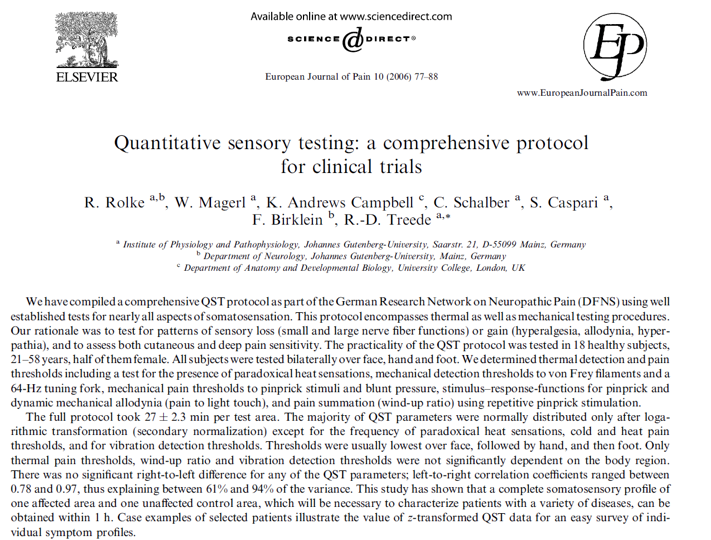 Available online at www.sciencedirect.com
SCIENCE @ DIRECT®
EJP
ELSEVIER
European Journal of Pain 10 (2006) 77–88
www.EuropeanJournalPain.com
Quantitative sensory testing: a comprehensive protocol
for clinical trials
R. Rolke a,b, W. Magerl a, K. Andrews Campbell c, C. Schalber a, S. Caspari a,
F. Birklein b, R.-D. Treede a,*
a Institute of Physiology and Pathophysiology, Johannes Gutenberg-University, Saarstr. 21, D-55099 Mainz, Germany
b Department of Neurology, Johannes Gutenberg-University, Mainz, Germany
c Department of Anatomy and Developmental Biology, University College, London, UK
We have compiled a comprehensive QST protocol as part of the German Research Network on Neuropathic Pain (DFNS) using well
established tests for nearly all aspects of somatosensation. This protocol encompasses thermal as well as mechanical testing procedures.
Our rationale was to test for patterns of sensory loss (small and large nerve fiber functions) or gain (hyperalgesia, allodynia, hyper-
pathia), and to assess both cutaneous and deep pain sensitivity. The practicality of the QST protocol was tested in 18 healthy subjects,
21–58 years, half of them female. All subjects were tested bilaterally over face, hand and foot. We determined thermal detection and pain
thresholds including a test for the presence of paradoxical heat sensations, mechanical detection thresholds to von Frey filaments and a
64-Hz tuning fork, mechanical pain thresholds to pinprick stimuli and blunt pressure, stimulus–response-functions for pinprick and
dynamic mechanical allodynia (pain to light touch), and pain summation (wind-up ratio) using repetitive pinprick stimulation.
The full protocol took 27 ± 2.3 min per test area. The majority of QST parameters were normally distributed only after loga-
rithmic transformation (secondary normalization) except for the frequency of paradoxical heat sensations, cold and heat pain
thresholds, and for vibration detection thresholds. Thresholds were usually lowest over face, followed by hand, and then foot. Only
thermal pain thresholds, wind-up ratio and vibration detection thresholds were not significantly dependent on the body region.
There was no significant right-to-left difference for any of the QST parameters; left-to-right correlation coefficients ranged between
0.78 and 0.97, thus explaining between 61% and 94% of the variance. This study has shown that a complete somatosensory profile of
one affected area and one unaffected control area, which will be necessary to characterize patients with a variety of diseases, can be
obtained within 1 h. Case examples of selected patients illustrate the value of z-transformed QST data for an easy survey of indi-
vidual symptom profiles.